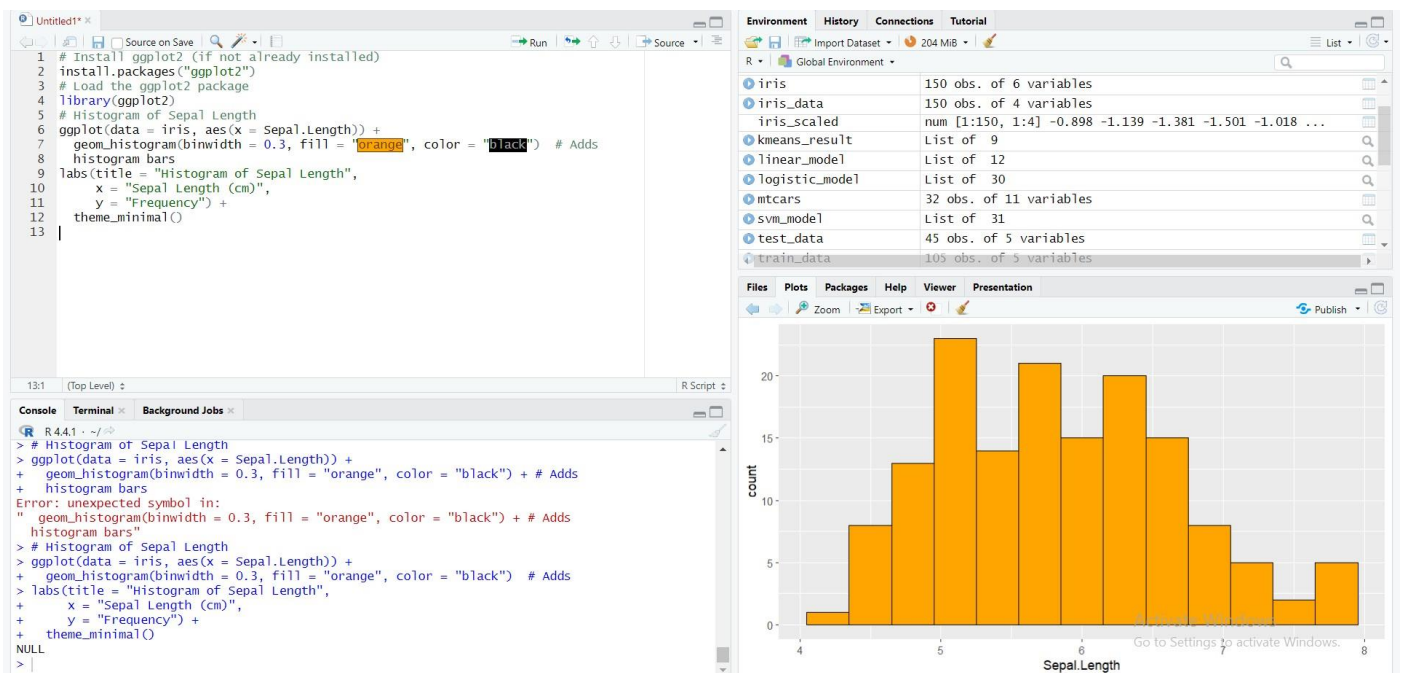 Untitled1*
Source on Save
Run
Source
1 # Install ggplot2 (if not already installed)
2 install.packages("ggplot2")
3 # Load the ggplot2 package
4 library(ggplot2)
5 # Histogram of Sepal Length
6 ggplot(data = iris, aes(x = Sepal.Length)) +
7 geom_histogram(binwidth = 0.3, fill = "orange", color = "black") # Adds
8 histogram bars
9 labs(title = "Histogram of Sepal Length",
10 x = "Sepal Length (cm)",
11 y = "Frequency") +
12 theme_minimal()
13
13:1 (Top Level) R Script
Console Terminal Background Jobs
R 4.4.1 · ~/
> # Histogram of Sepal Length
> ggplot(data = iris, aes(x = Sepal.Length)) +
+ geom_histogram(binwidth = 0.3, fill = "orange", color = "black") + # Adds
+ histogram bars
Error: unexpected symbol in:
" geom_histogram(binwidth = 0.3, fill = "orange", color = "black") + # Adds
histogram bars"
> # Histogram of Sepal Length
> ggplot(data = iris, aes(x = Sepal.Length)) +
+ geom_histogram(binwidth = 0.3, fill = "orange", color = "black") # Adds
> labs(title = "Histogram of Sepal Length",
+ x = "Sepal Length (cm)",
+ y = "Frequency") +
+ theme_minimal()
NULL
>
Environment History Connections Tutorial
Import Dataset 204 MiB List
R Global Environment
iris 150 obs. of 6 variables
iris_data 150 obs. of 4 variables
iris_scaled num [1:150, 1:4] -0.898 -1.139 -1.381 -1.501 -1.018 ...
kmeans_result List of 9
linear_model List of 12
logistic_model List of 30
mtcars 32 obs. of 11 variables
svm_model List of 31
test_data 45 obs. of 5 variables
train_data 105 obs. of 5 variables
Files Plots Packages Help Viewer Presentation
Zoom Export Publish
20
15
10
5
0
count
4 5 6 7 8
Sepal.Length
Activate Windows
Go to Settings to activate Windows.